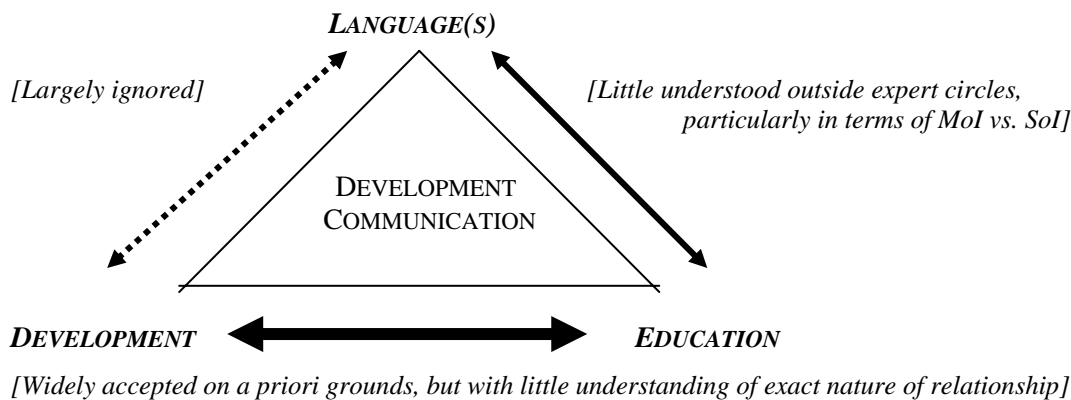 LANGUAGE(S)
[Largely ignored]
[Little understood outside expert circles,
particularly in terms of MoI vs. SoI]
DEVELOPMENT
COMMUNICATION
DEVELOPMENT
EDUCATION
[Widely accepted on a priori grounds, but with little understanding of exact nature of relationship]